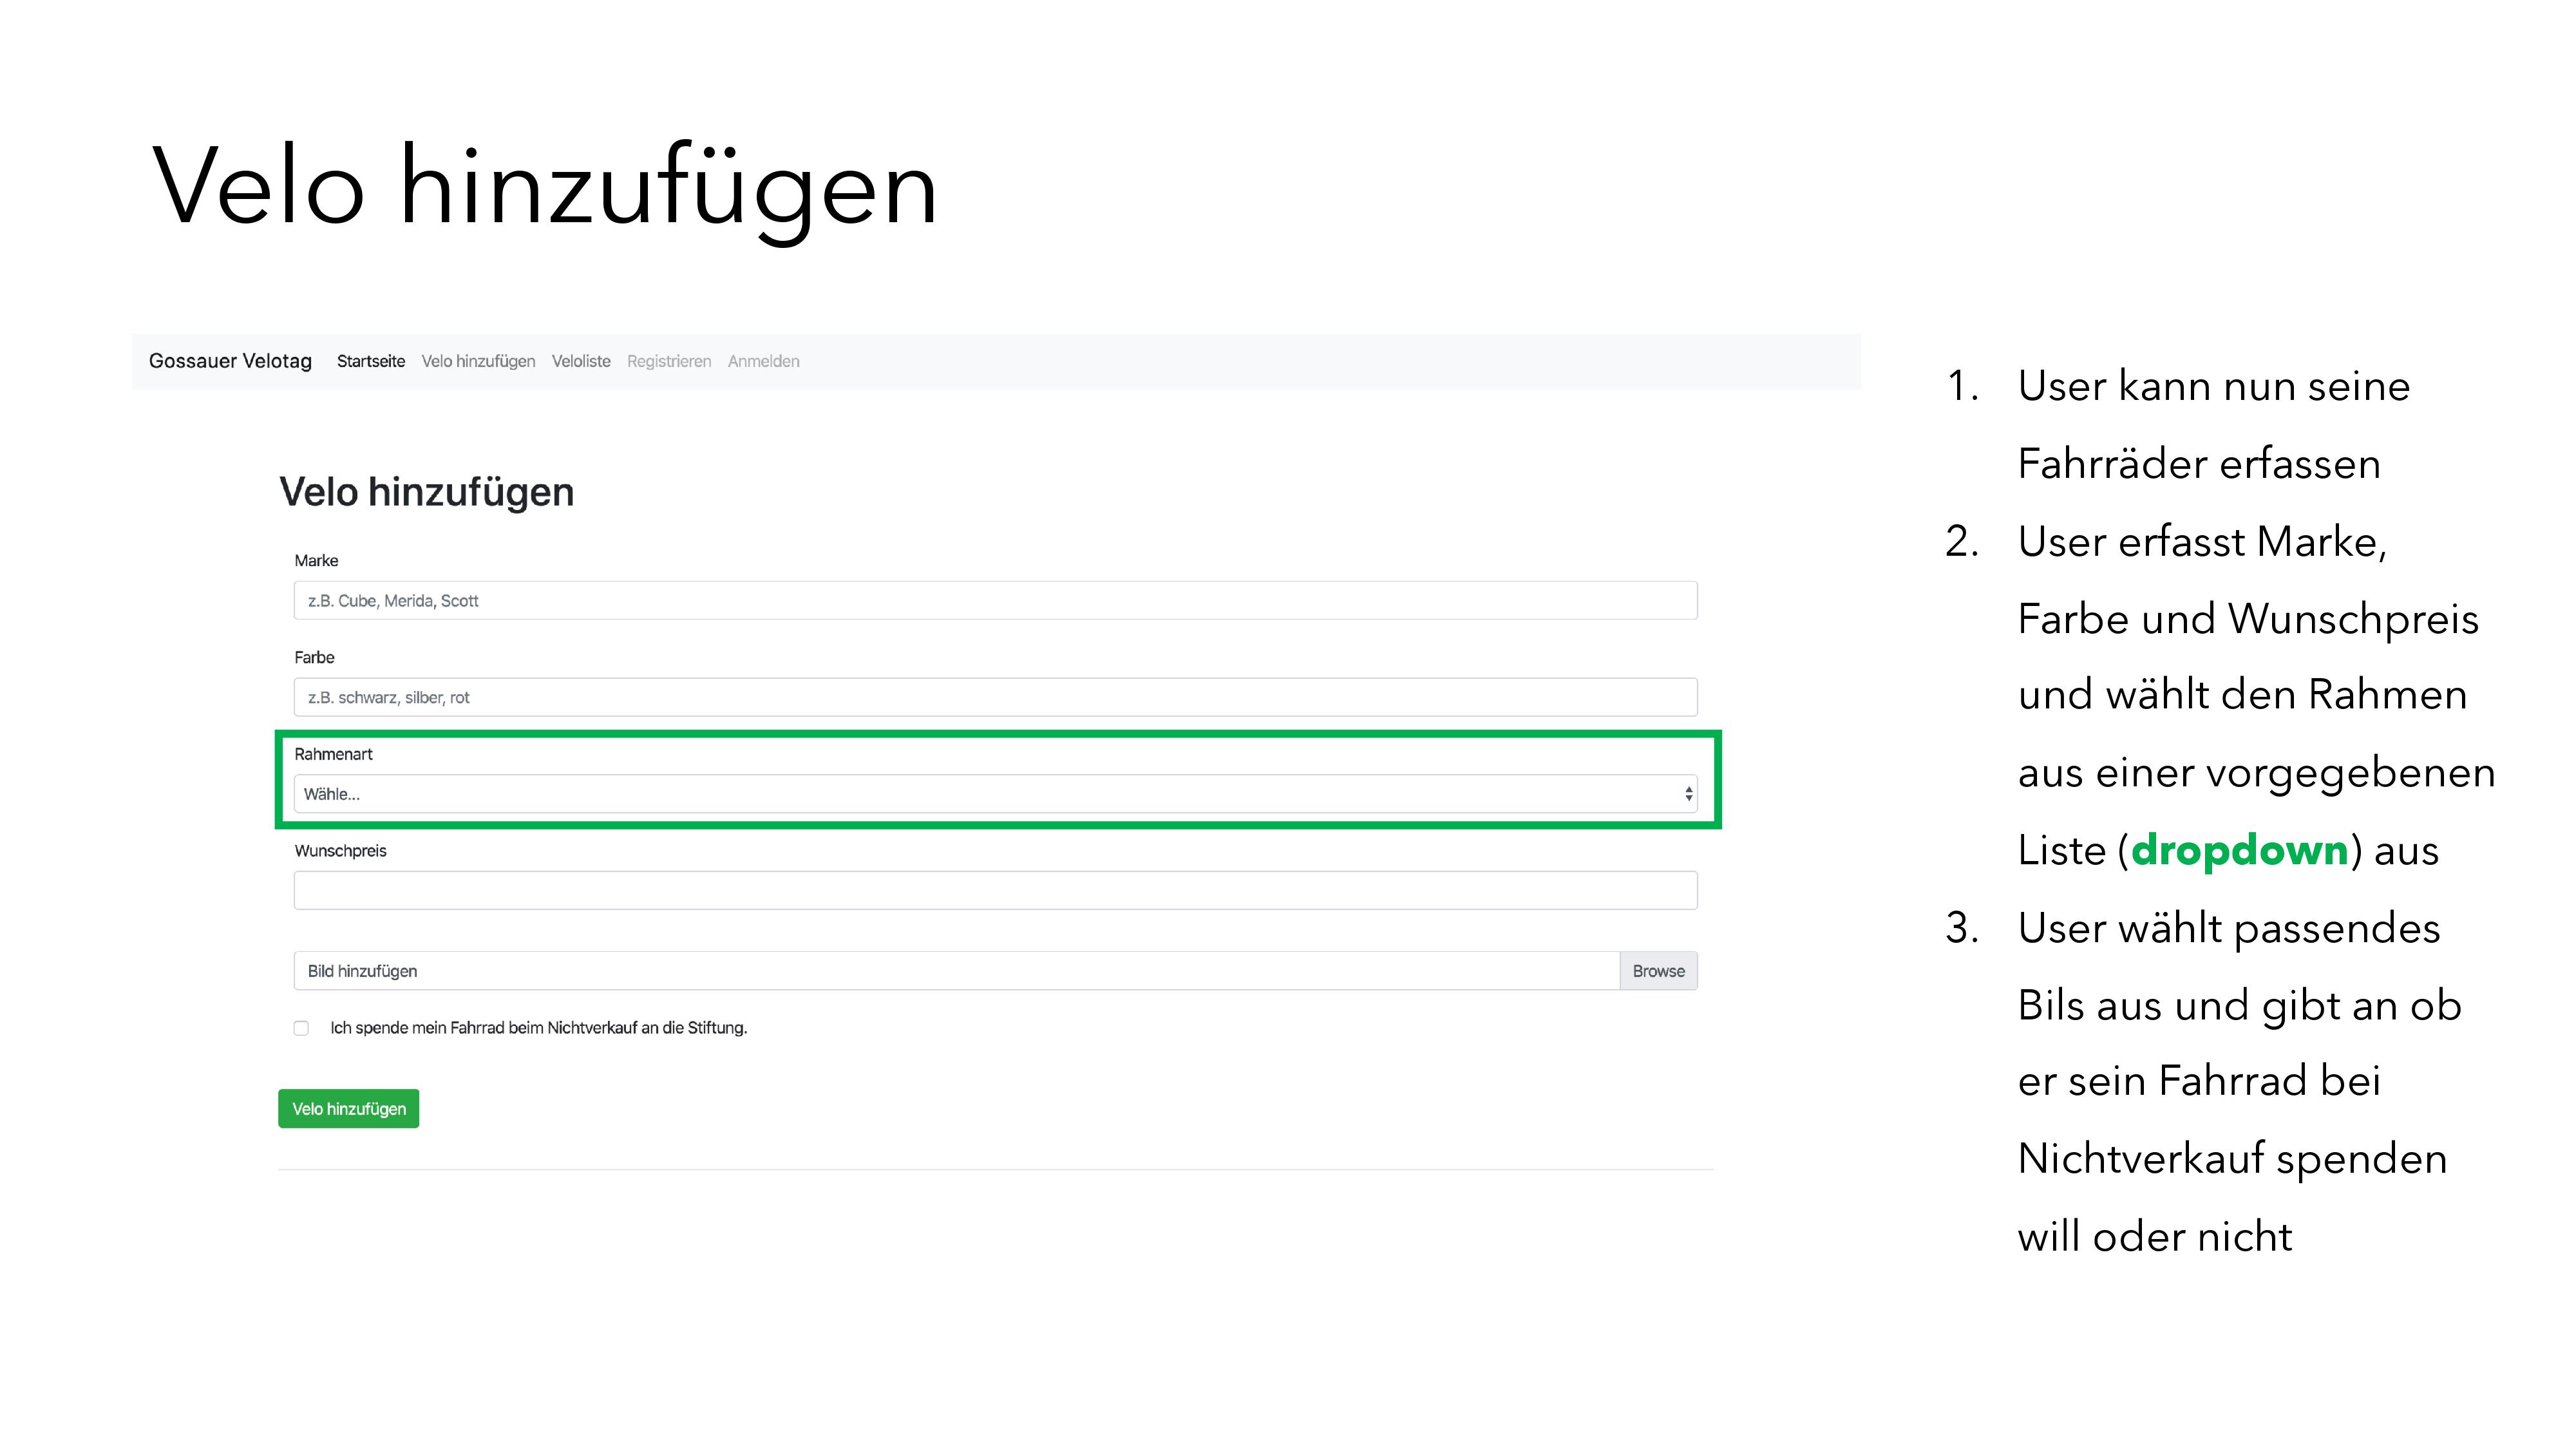 Velo hinzufügen
Gossauer Velotag Startseite Velo hinzufügen Veloliste Registrieren Anmelden
Velo hinzufügen
Marke
z.B. Cube, Merida, Scott
Farbe
z.B. schwarz, silber, rot
Rahmenart
Wähle...
Wunschpreis
Bild hinzufügen Browse
Ich spende mein Fahrrad beim Nichtverkauf an die Stiftung.
Velo hinzufügen
1. User kann nun seine
Fahrräder erfassen
2. User erfasst Marke,
Farbe und Wunschpreis
und wählt den Rahmen
aus einer vorgegebenen
Liste (dropdown) aus
3. User wählt passendes
Bils aus und gibt an ob
er sein Fahrrad bei
Nichtverkauf spenden
will oder nicht